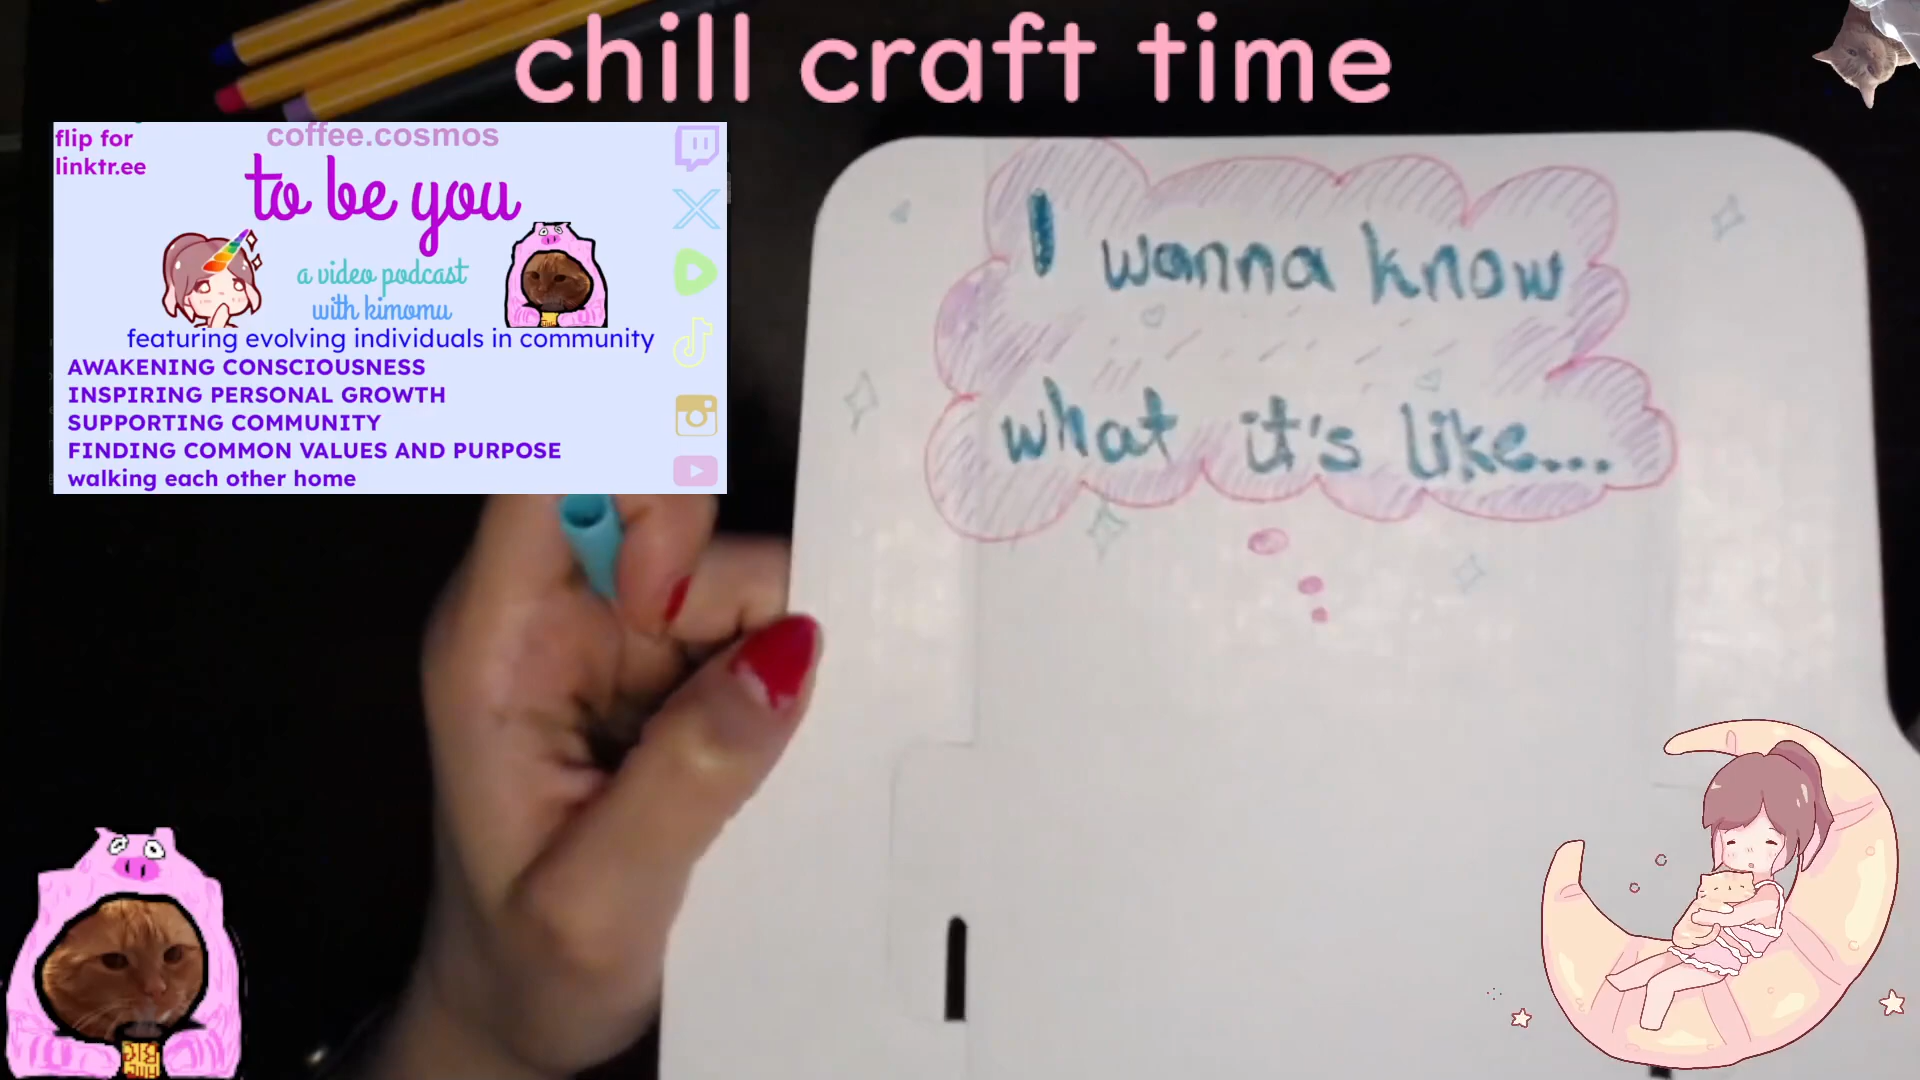 chill craft time
flip for
linktr.ee
coffee.cosmos
to be you
a video podcast
with kimomu
featuring evolving individuals in community
AWAKENING CONSCIOUSNESS
INSPIRING PERSONAL GROWTH
SUPPORTING COMMUNITY
FINDING COMMON VALUES AND PURPOSE
walking each other home
I wanna know
what it's like...